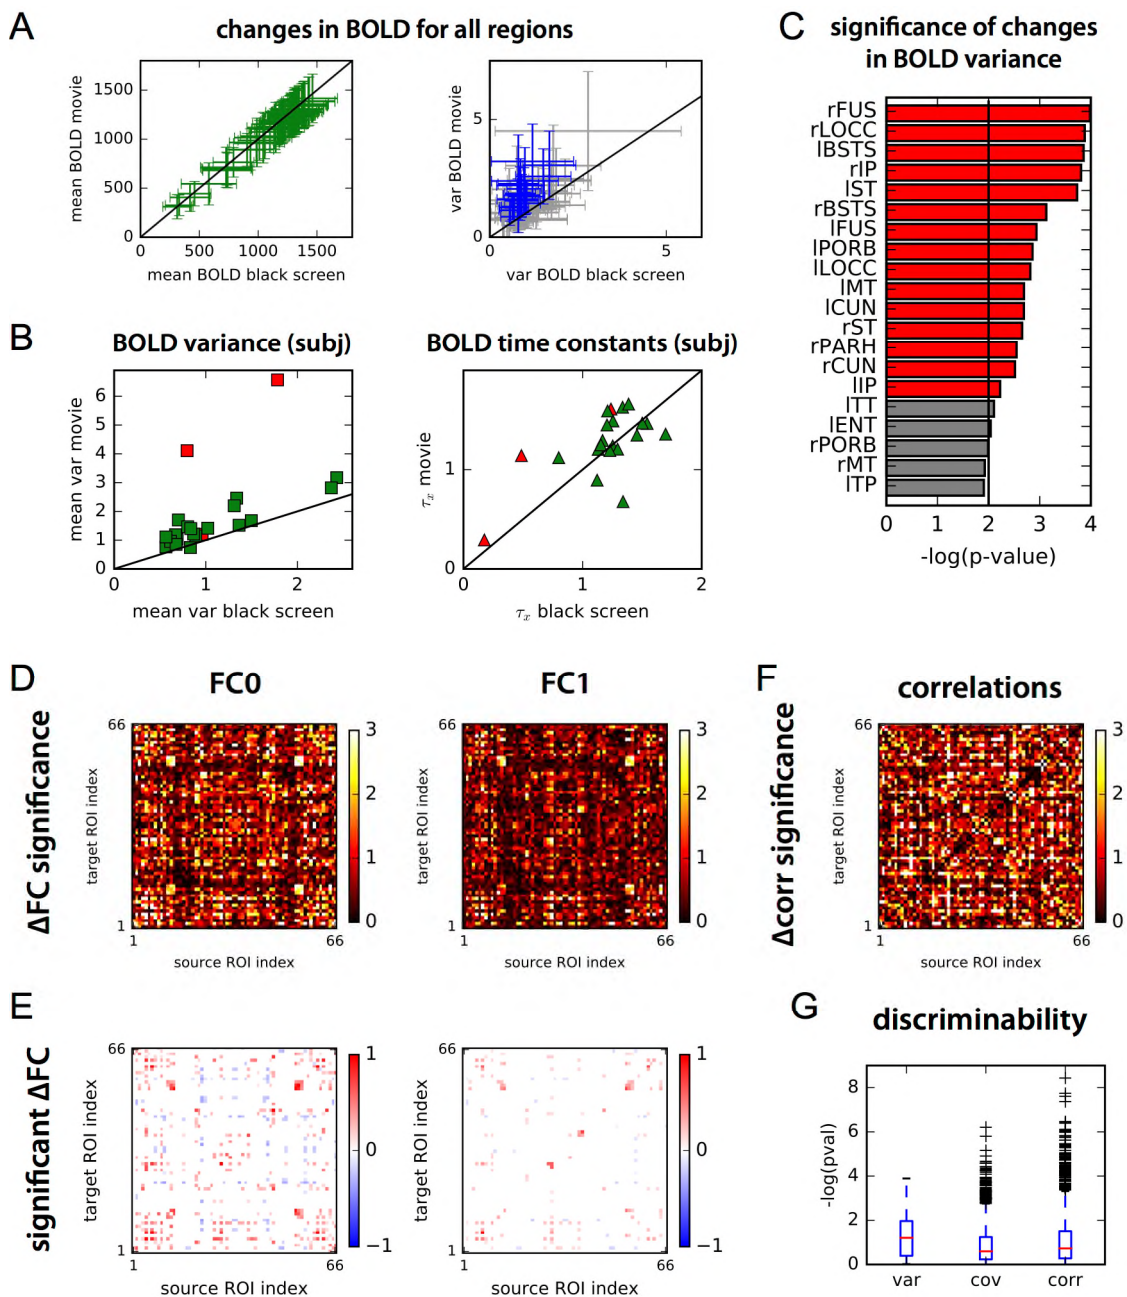 A
changes in BOLD for all regions
mean BOLD movie
1500
1000
500
0
0
500
1000
1500
mean BOLD black screen
var BOLD movie
5
0
0
5
var BOLD black screen
C
significance of changes
in BOLD variance
rFUS
rLOCC
lBSTS
rIP
lST
rBSTS
lFUS
lPORB
lLOCC
lMT
lCUN
rST
rPARH
rCUN
lIP
lTT
lENT
rPORB
rMT
lTP
0
1
2
3
4
-log(p-value)
B
BOLD variance (subj)
mean var movie
6
5
4
3
2
1
0
0
1
2
mean var black screen
BOLD time constants (subj)
τx movie
1
0
0
1
2
τx black screen
D
FC0
FC1
ΔFC significance
target ROI index
66
1
1
66
source ROI index
3
2
1
0
target ROI index
66
1
1
66
source ROI index
3
2
1
0
F
correlations
Δcorr significance
target ROI index
66
1
1
66
source ROI index
3
2
1
0
E
significant ΔFC
target ROI index
66
1
1
66
source ROI index
1
0
−1
target ROI index
66
1
1
66
source ROI index
1
0
−1
G
discriminability
-log(pval)
8
6
4
2
0
var
cov
corr